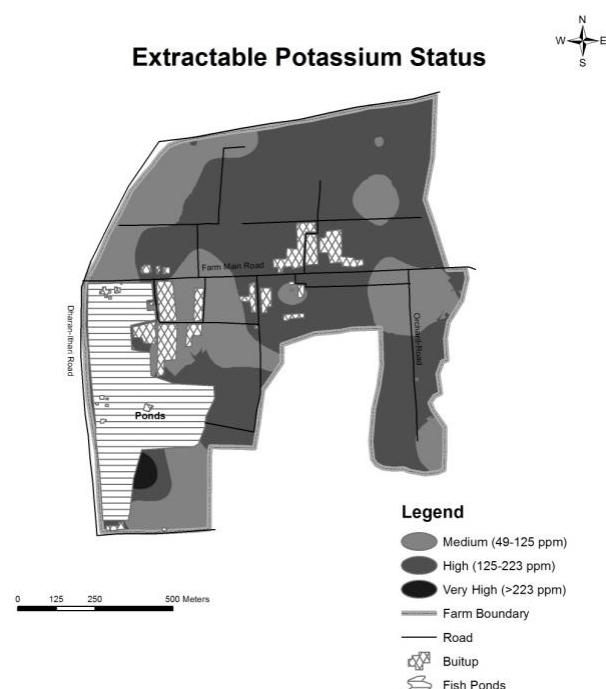 N
W E
S
Extractable Potassium Status
Farm Main Road
Dharan-Ithari Road
Orchard-Road
Ponds
Legend
Medium (49-125 ppm)
High (125-223 ppm)
Very High (>223 ppm)
Farm Boundary
Road
Buitup
Fish Ponds
0 125 250 500 Meters